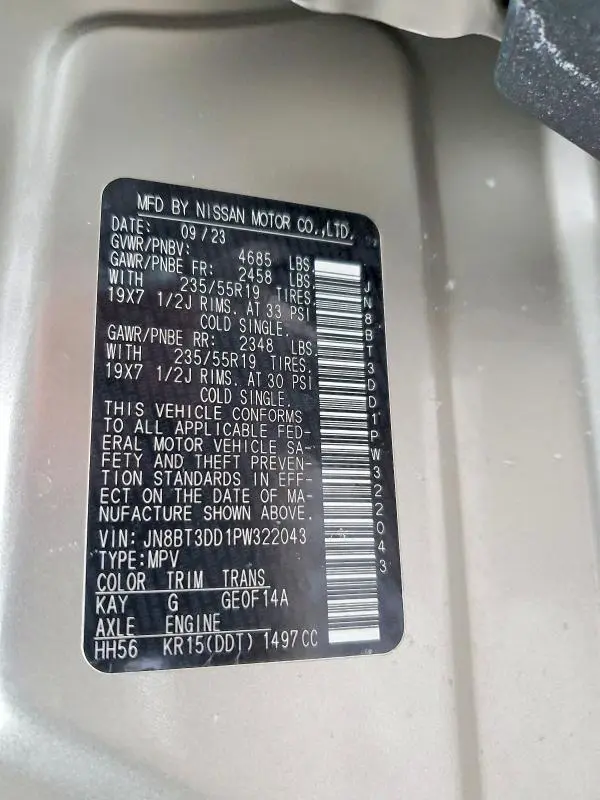 MFD BY NISSAN MOTOR CO.,LTD.
DATE: 09/23
GVWR/PNBV: 4685 LBS.
GAWR/PNBE FR: 2458 LBS.
WITH 235/55R19 TIRES.
19X7 1/2J RIMS. AT 33 PSI
COLD SINGLE.
GAWR/PNBE RR: 2348 LBS.
WITH 235/55R19 TIRES.
19X7 1/2J RIMS. AT 30 PSI
COLD SINGLE.
THIS VEHICLE CONFORMS
TO ALL APPLICABLE FED-
ERAL MOTOR VEHICLE SA-
FETY AND THEFT PREVEN-
TION STANDARDS IN EFF-
ECT ON THE DATE OF MA-
NUFACTURE SHOWN ABOVE.
VIN: JN8BT3DD1PW322043
TYPE:MPV
COLOR TRIM TRANS
KAY G GE0F14A
AXLE ENGINE
HH56 KR15(DDT) 1497CC
JN8BT3DD1PW322043